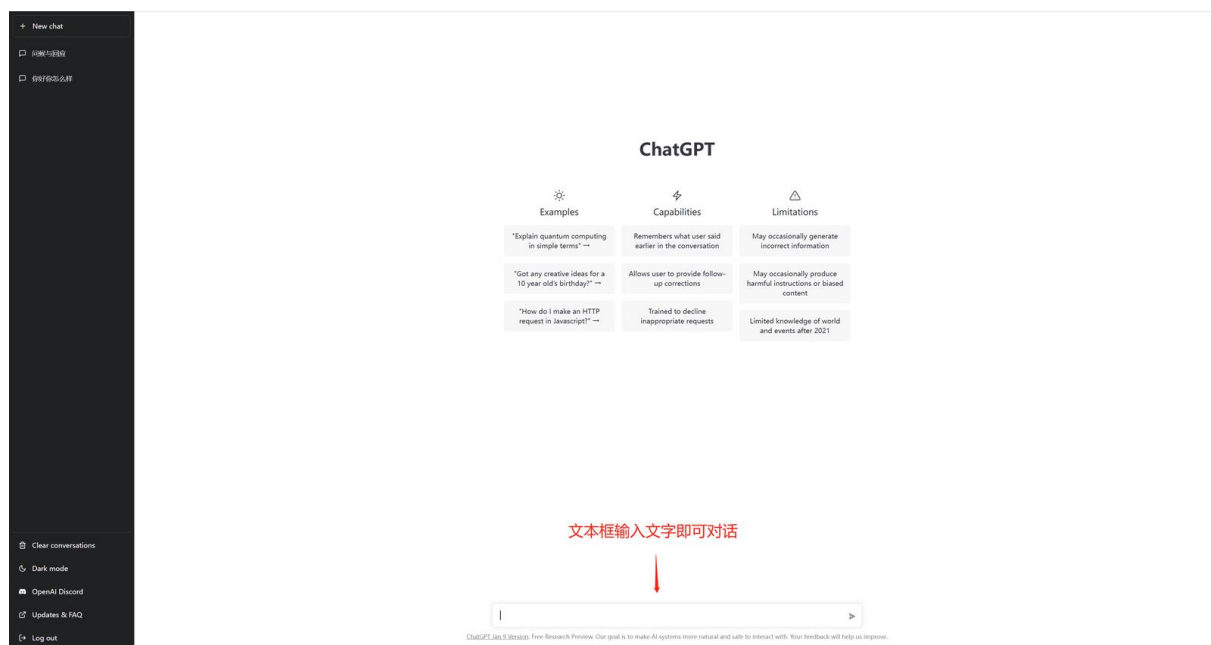 New chat
问候与回应
你好你怎么样
ChatGPT
Examples
Capabilities
Limitations
"Explain quantum computing
in simple terms" →
Remembers what user said
earlier in the conversation
May occasionally generate
incorrect information
"Got any creative ideas for a
10 year old's birthday?" →
Allows user to provide follow-
up corrections
May occasionally produce
harmful instructions or biased
content
"How do I make an HTTP
request in Javascript?" →
Trained to decline
inappropriate requests
Limited knowledge of world
and events after 2021
文本框输入文字即可对话
Clear conversations
Dark mode
OpenAI Discord
Updates & FAQ
Log out
ChatGPT Jan 9 Version. Free Research Preview. Our goal is to make AI systems more natural and safe to interact with. Your feedback will help us improve.